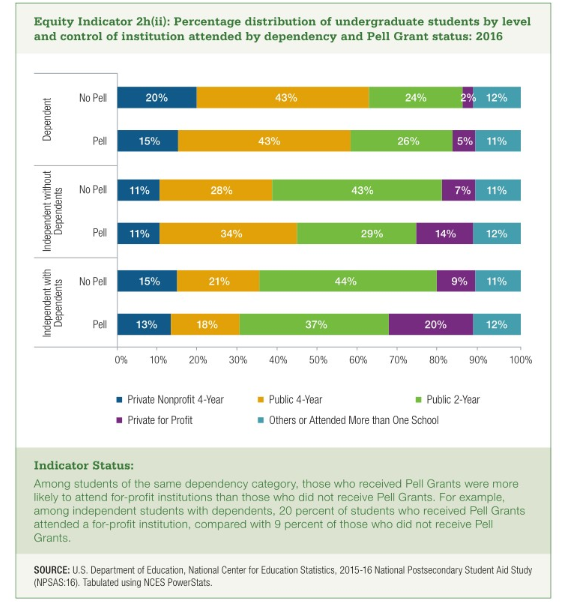 Equity Indicator 2h(ii): Percentage distribution of undergraduate students by level
and control of institution attended by dependency and Pell Grant status: 2016
Dependent
No Pell
20% 43% 24% 2% 12%
Pell
15% 43% 26% 5% 11%
Independent without
Dependents
No Pell
11% 28% 43% 7% 11%
Pell
11% 34% 29% 14% 12%
Independent with
Dependents
No Pell
15% 21% 44% 9% 11%
Pell
13% 18% 37% 20% 12%
0% 10% 20% 30% 40% 50% 60% 70% 80% 90% 100%
Private Nonprofit 4-Year Public 4-Year Public 2-Year
Private for Profit Others or Attended More than One School
Indicator Status:
Among students of the same dependency category, those who received Pell Grants were more
likely to attend for-profit institutions than those who did not receive Pell Grants. For example,
among independent students with dependents, 20 percent of students who received Pell Grants
attended a for-profit institution, compared with 9 percent of those who did not receive Pell
Grants.
SOURCE: U.S. Department of Education, National Center for Education Statistics, 2015-16 National Postsecondary Student Aid Study
(NPSAS:16). Tabulated using NCES PowerStats.